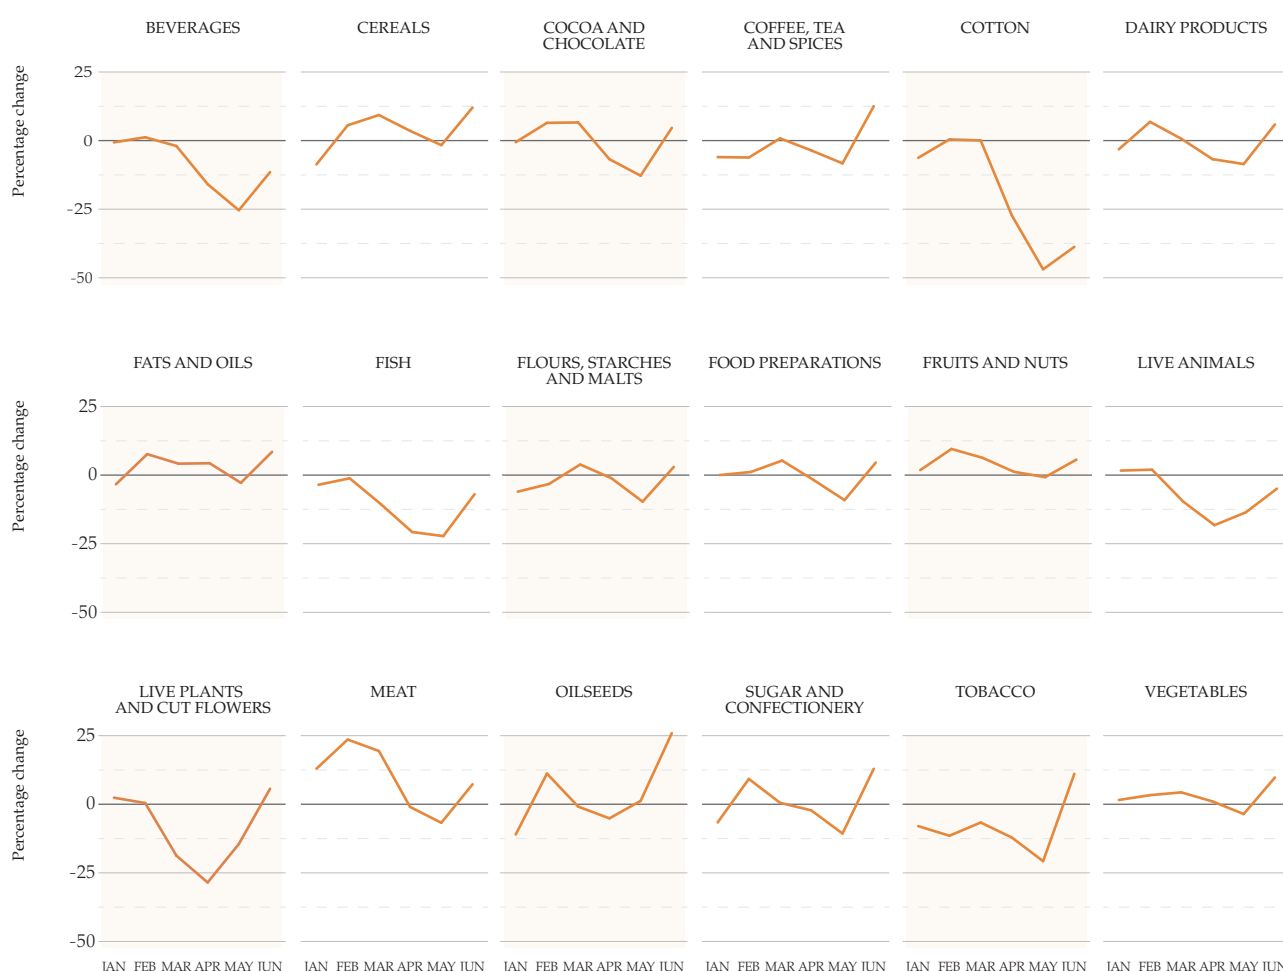 BEVERAGES
CEREALS
COCOA AND
CHOCOLATE
COFFEE, TEA
AND SPICES
COTTON
DAIRY PRODUCTS
Percentage change
25
0
-25
-50
FATS AND OILS
FISH
FLOURS, STARCHES
AND MALTS
FOOD PREPARATIONS
FRUITS AND NUTS
LIVE ANIMALS
Percentage change
25
0
-25
-50
LIVE PLANTS
AND CUT FLOWERS
MEAT
OILSEEDS
SUGAR AND
CONFECTIONERY
TOBACCO
VEGETABLES
Percentage change
25
0
-25
-50
JAN FEB MAR APR MAY JUN
JAN FEB MAR APR MAY JUN
JAN FEB MAR APR MAY JUN
JAN FEB MAR APR MAY JUN
JAN FEB MAR APR MAY JUN
JAN FEB MAR APR MAY JUN